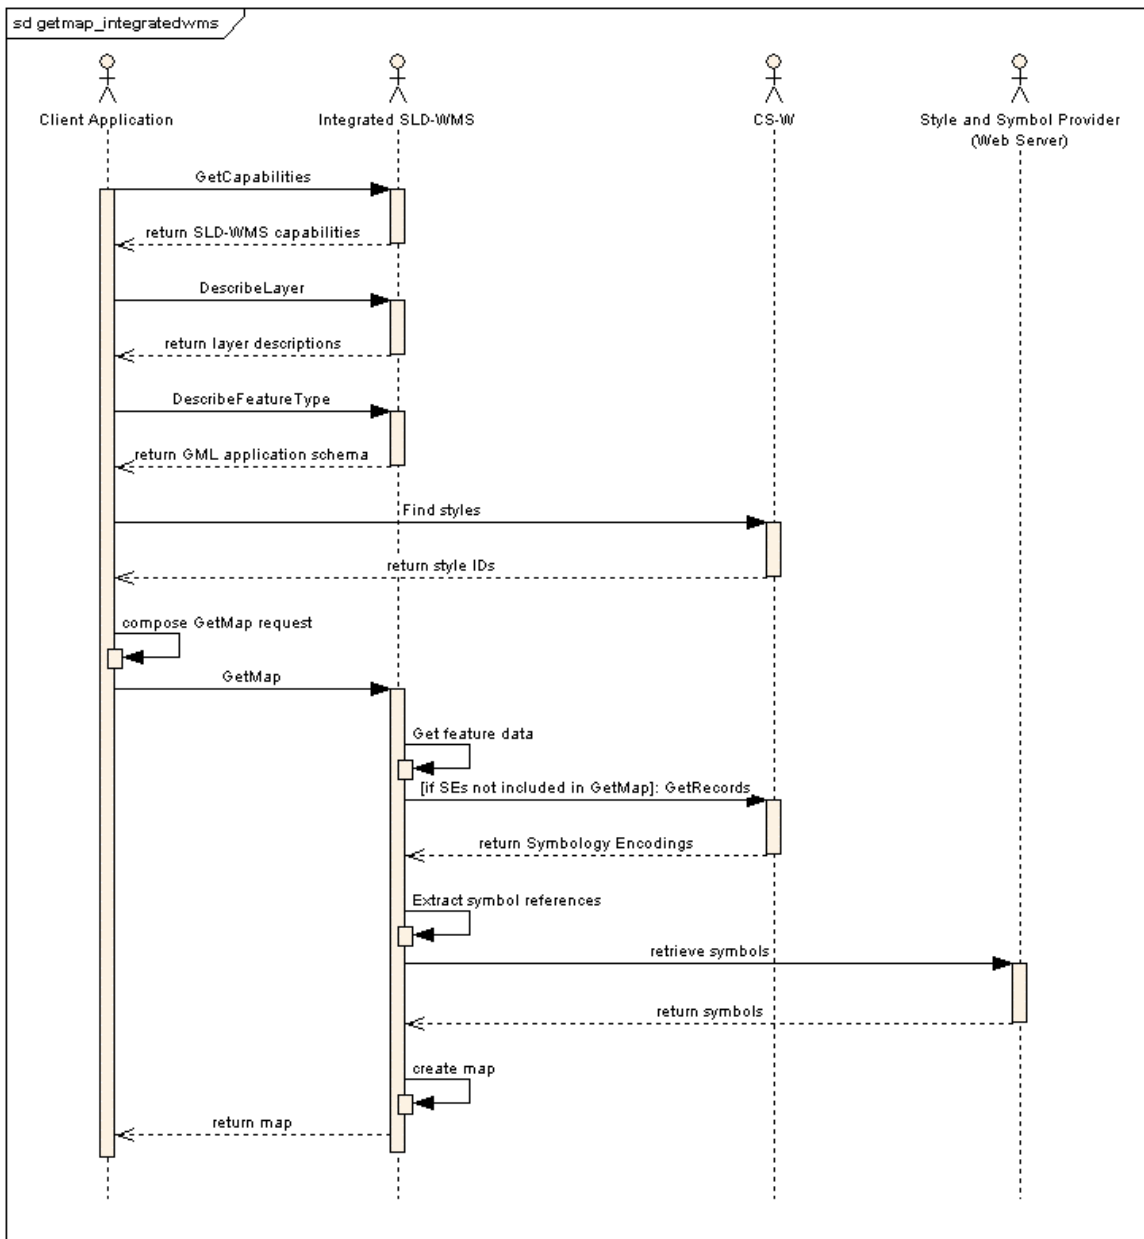 sd getmap_integratedwms
Client Application
Integrated SLD-WMS
CS-W
Style and Symbol Provider
(Web Server)
GetCapabilities
return SLD-WMS capabilities
DescribeLayer
return layer descriptions
DescribeFeatureType
return GML application schema
Find styles
return style IDs
compose GetMap request
GetMap
Get feature data
[if SEs not included in GetMap]: GetRecords
return Symbology Encodings
Extract symbol references
retrieve symbols
return symbols
create map
return map